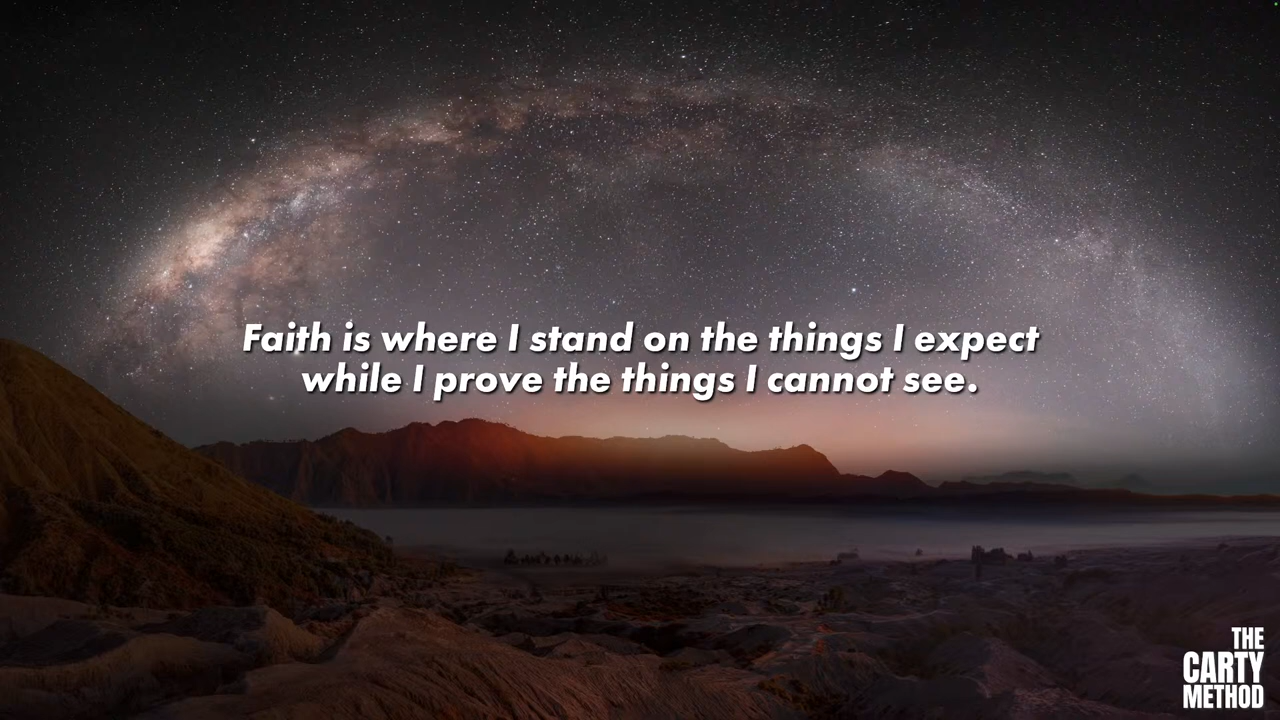 Faith is where I stand on the things I expect
while I prove the things I cannot see.
THE
CARTY
METHOD